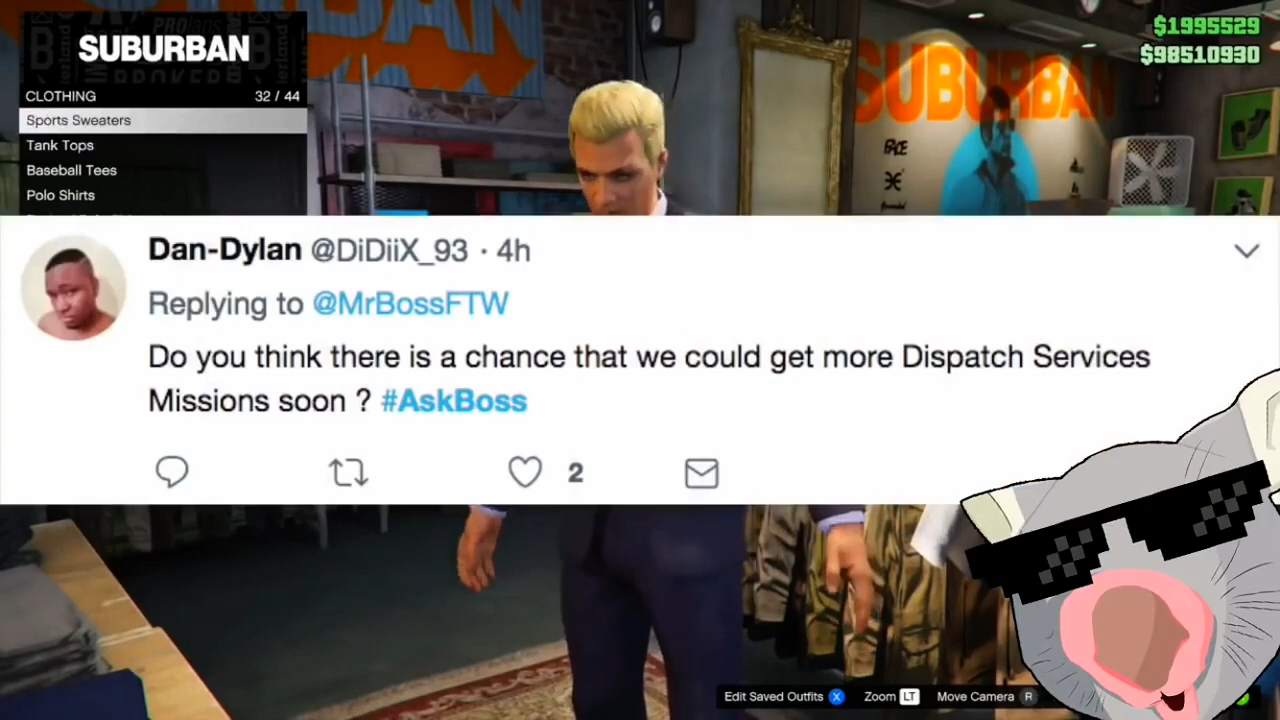 SUBURBAN
CLOTHING 32 / 44
Sports Sweaters
Tank Tops
Baseball Tees
Polo Shirts
$1995529
$98510930
SUBURBAN
Dan-Dylan @DiDiiX_93 · 4h
Replying to @MrBossFTW
Do you think there is a chance that we could get more Dispatch Services
Missions soon ? #AskBoss
2
Edit Saved Outfits X Zoom LT Move Camera R